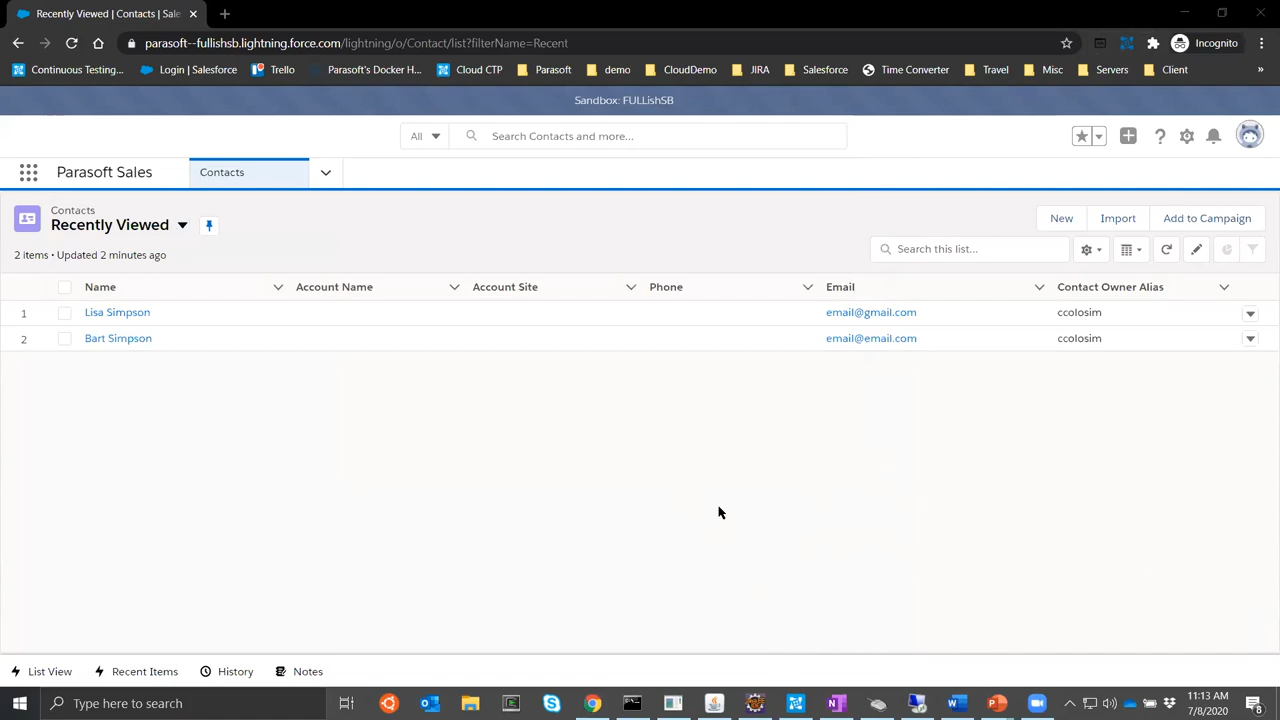 Recently Viewed | Contacts | Sale
parasoft--fullishsb.lightning.force.com/lightning/o/Contact/list?filterName=Recent
Incognito
Continuous Testing...
Login | Salesforce
Trello
Parasoft's Docker H...
Cloud CTP
Parasoft
demo
CloudDemo
JIRA
Salesforce
Time Converter
Travel
Misc
Servers
Client
»
Sandbox: FULLishSB
All
Search Contacts and more...
Parasoft Sales
Contacts
Contacts
Recently Viewed
New
Import
Add to Campaign
2 items • Updated 2 minutes ago
Search this list...
Name
Account Name
Account Site
Phone
Email
Contact Owner Alias
1 Lisa Simpson email@gmail.com ccolosim
2 Bart Simpson email@email.com ccolosim
List View
Recent Items
History
Notes
Type here to search
11:13 AM
7/8/2020
8